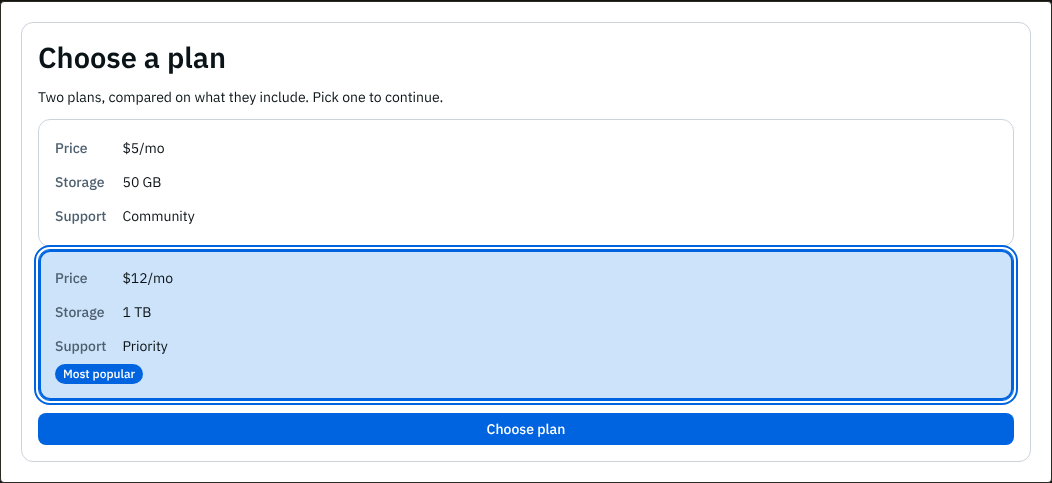 Choose a plan
Two plans, compared on what they include. Pick one to continue.
Price $5/mo
Storage 50 GB
Support Community
Price $12/mo
Storage 1 TB
Support Priority
Most popular
Choose plan